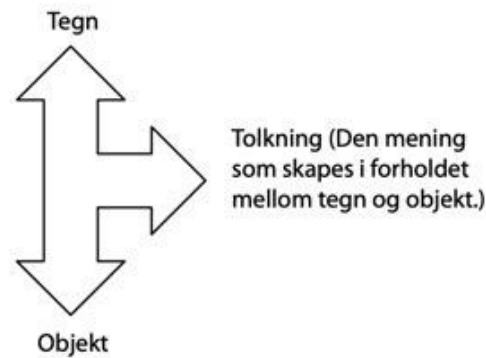 Tegn
Tolkning (Den mening
som skapes i forholdet
mellom tegn og objekt.)
Objekt